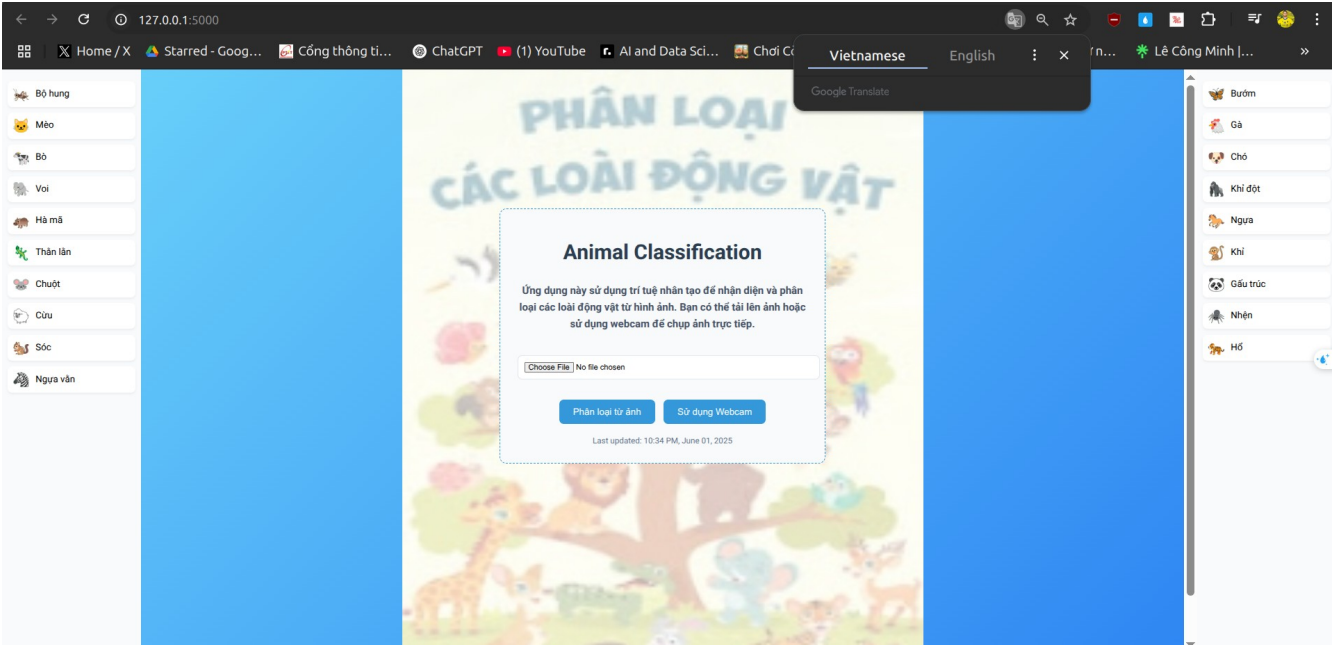 127.0.0.1:5000
Home / X
Starred - Goog...
Cổng thông ti...
ChatGPT
(1) YouTube
AI and Data Sci...
Chơi Cờ
Lê Công Minh |...
»
Vietnamese
English
Google Translate
Bộ hung
Mèo
Bò
Voi
Hà mã
Thằn lằn
Chuột
Cừu
Sóc
Ngựa vằn
PHÂN LOẠI
CÁC LOÀI ĐỘNG VẬT
Animal Classification
Ứng dụng này sử dụng trí tuệ nhân tạo để nhận diện và phân
loại các loài động vật từ hình ảnh. Bạn có thể tải lên ảnh hoặc
sử dụng webcam để chụp ảnh trực tiếp.
Choose File No file chosen
Phân loại từ ảnh
Sử dụng Webcam
Last updated: 10:34 PM, June 01, 2025
Bướm
Gà
Chó
Khỉ đột
Ngựa
Khỉ
Gấu trúc
Nhện
Hổ